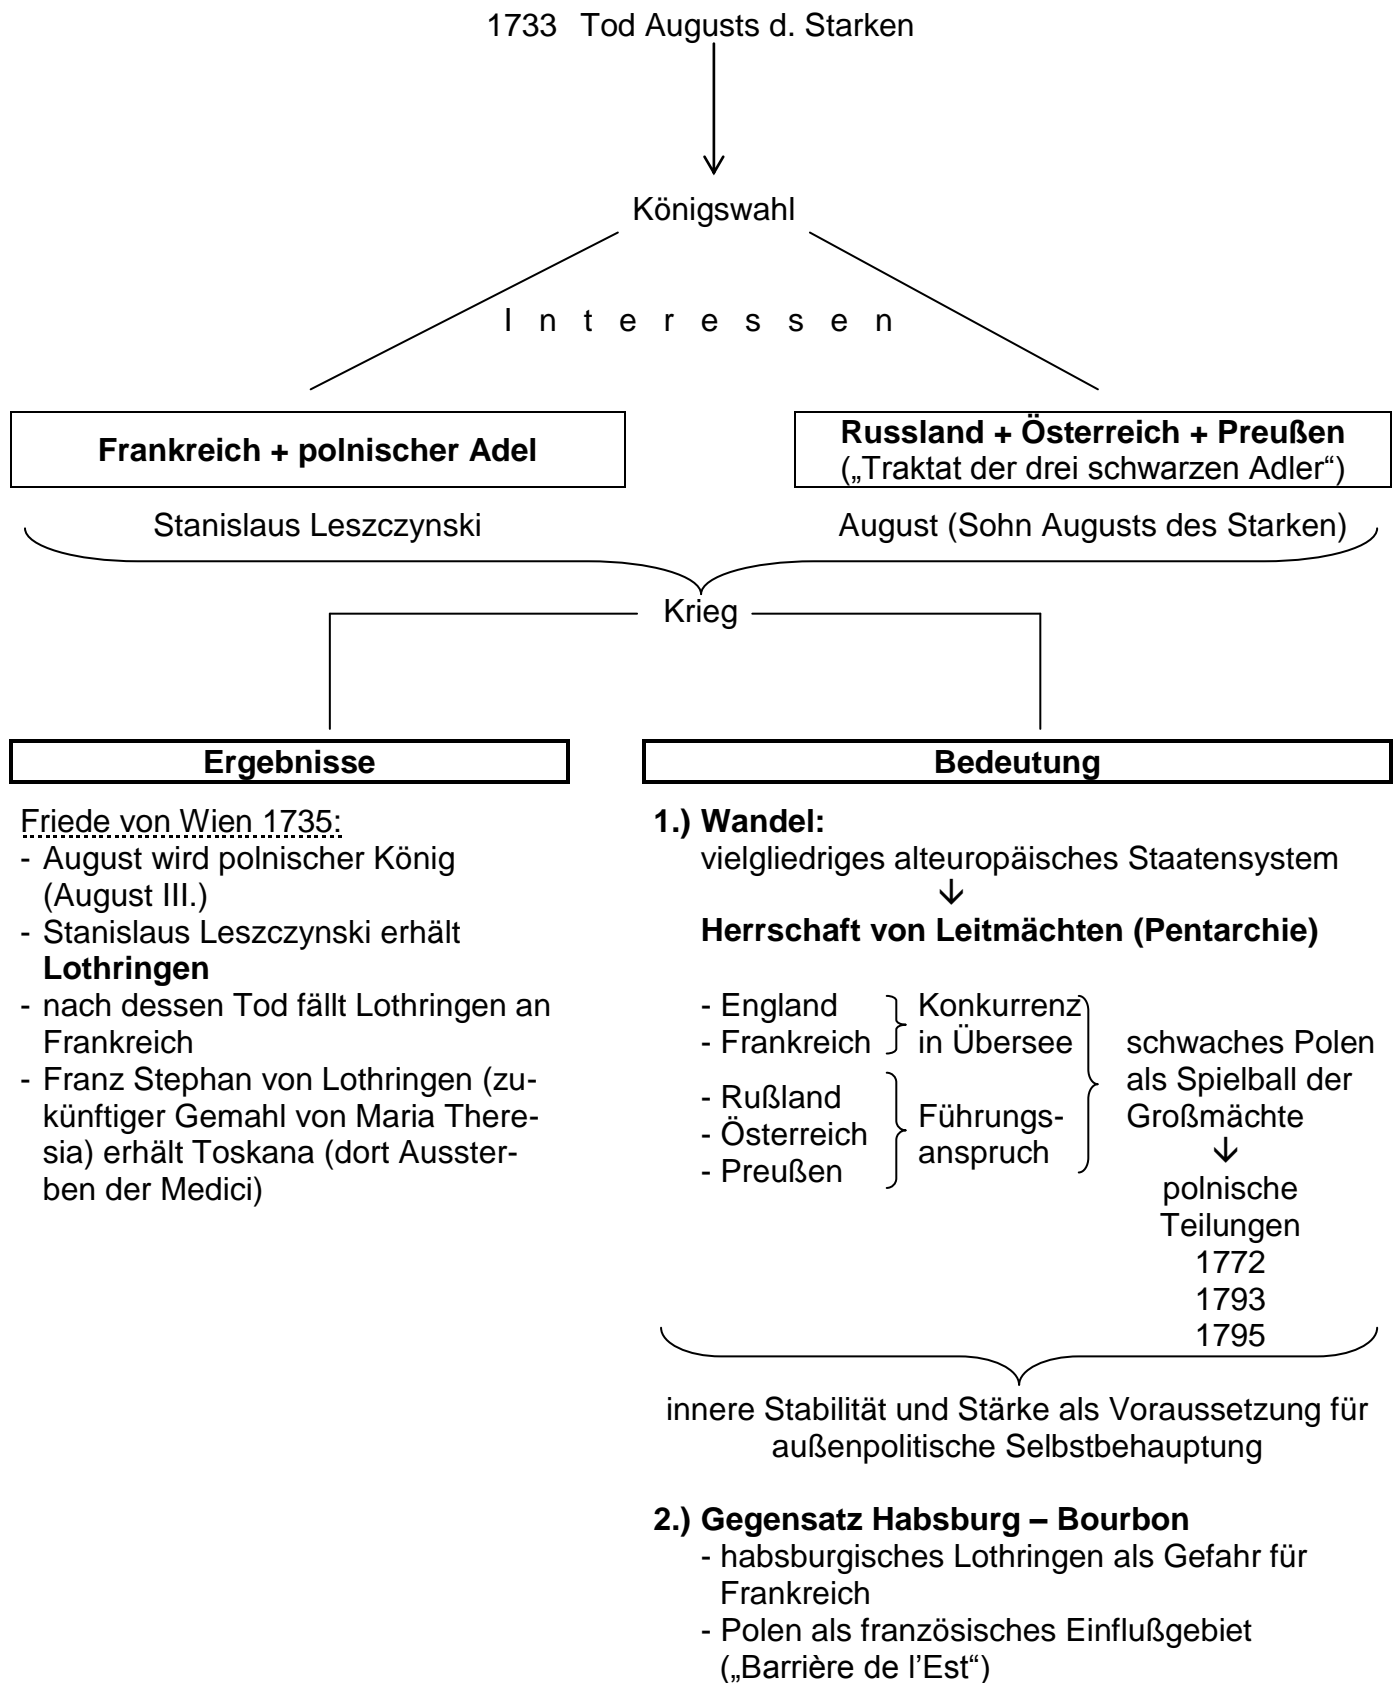 1733 Tod Augusts d. Starken
Königswahl
I n t e r e s s e n
Frankreich + polnischer Adel
Russland + Österreich + Preußen
(„Traktat der drei schwarzen Adler“)
Stanislaus Leszczynski
August (Sohn Augusts des Starken)
Krieg
Ergebnisse
Friede von Wien 1735:
- August wird polnischer König
(August III.)
- Stanislaus Leszczynski erhält
Lothringen
- nach dessen Tod fällt Lothringen an
Frankreich
- Franz Stephan von Lothringen (zu-
künftiger Gemahl von Maria There-
sia) erhält Toskana (dort Ausster-
ben der Medici)
Bedeutung
1.) Wandel:
vielgliedriges alteuropäisches Staatensystem
↓
Herrschaft von Leitmächten (Pentarchie)
- England
- Frankreich
Konkurrenz
in Übersee
- Rußland
- Österreich
- Preußen
Führungs-
anspruch
schwaches Polen
als Spielball der
Großmächte
↓
polnische
Teilungen
1772
1793
1795
innere Stabilität und Stärke als Voraussetzung für
außenpolitische Selbstbehauptung
2.) Gegensatz Habsburg – Bourbon
- habsburgisches Lothringen als Gefahr für
Frankreich
- Polen als französisches Einflußgebiet
(„Barrière de l’Est“)